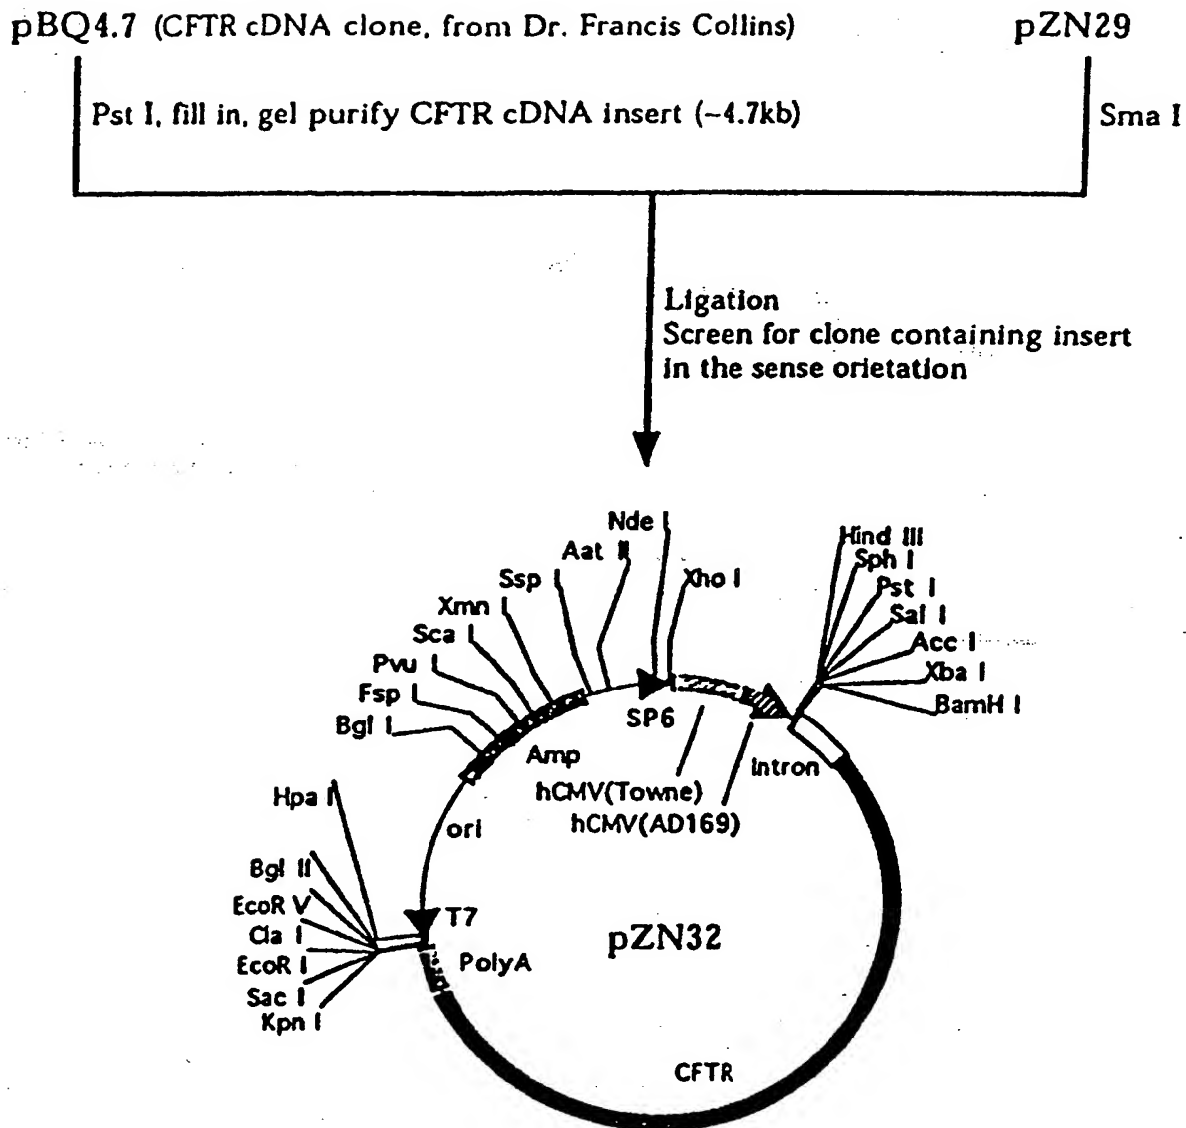 pBQ4.7 (CFTR cDNA clone, from Dr. Francis Collins)
pZN29
Pst I, fill in, gel purify CFTR cDNA insert (~4.7kb)
Sma I
Ligation
Screen for clone containing insert
in the sense orietation
Nde I
Aat II
Ssp I
Xho I
Xmn I
Sca I
Pvu I
Fsp I
Bgl I
Hind III
Sph I
Pst I
Sal I
Acc I
Xba I
BamH I
SP6
Amp
Intron
hCMV(Towne)
hCMV(AD169)
Hpa I
ori
Bgl II
EcoR V
Cla I
EcoR I
Sac I
Kpn I
T7
PolyA
pZN32
CFTR